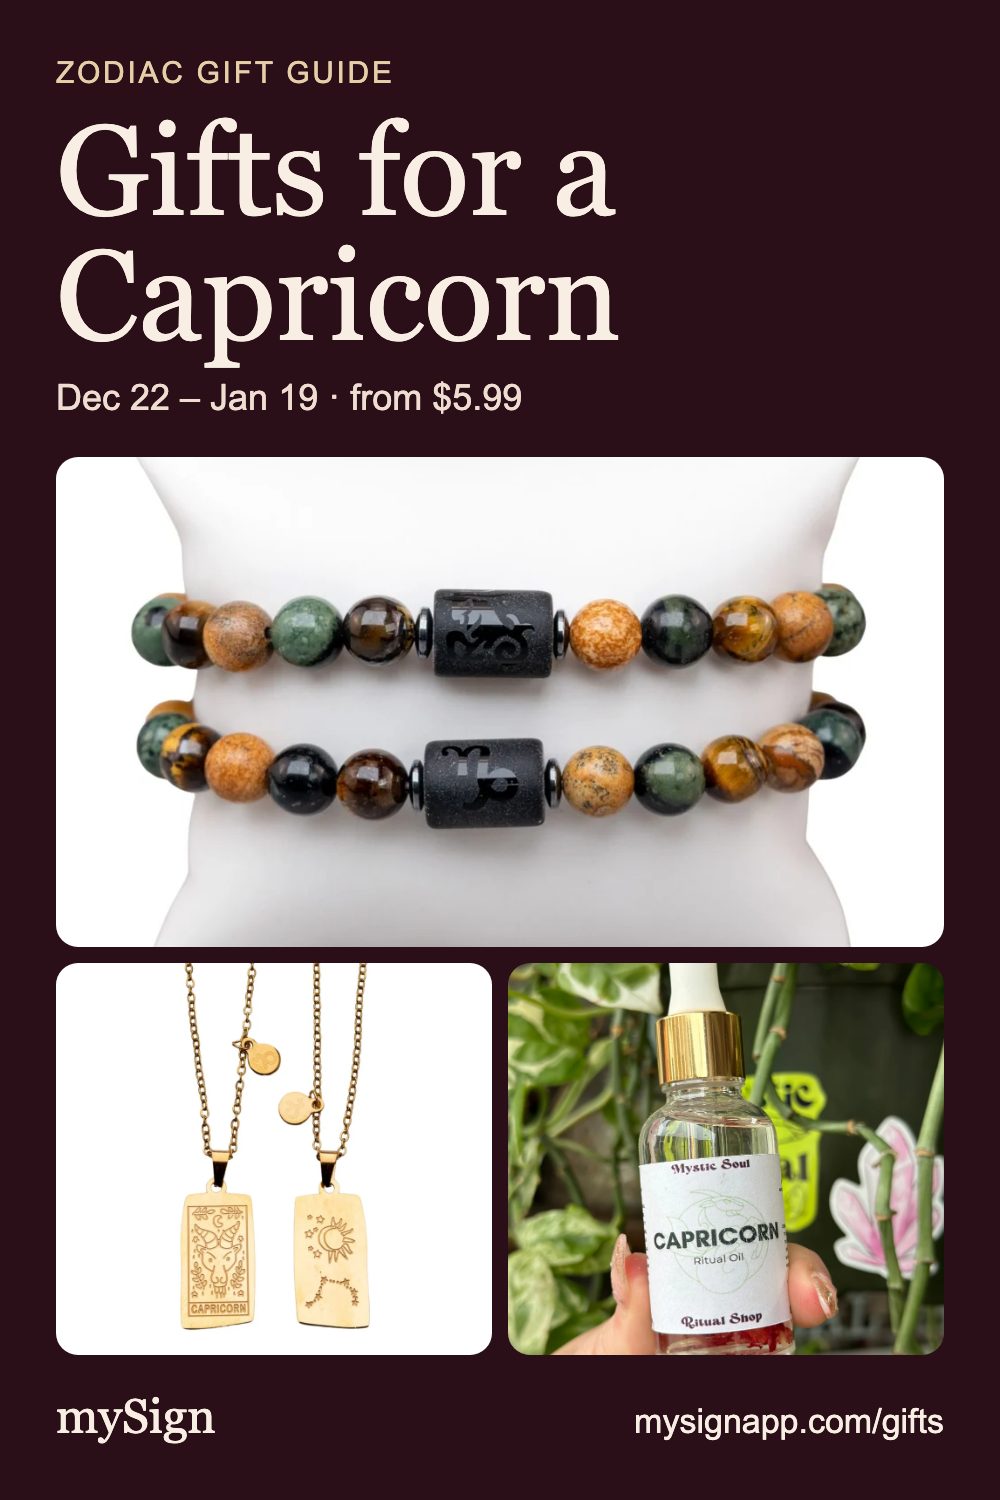 ZODIAC GIFT GUIDE
Gifts for a
Capricorn
Dec 22 – Jan 19 · from $5.99
CAPRICORN
Mystic Soul
CAPRICORN
Ritual Oil
Ritual Shop
mySign
mysignapp.com/gifts